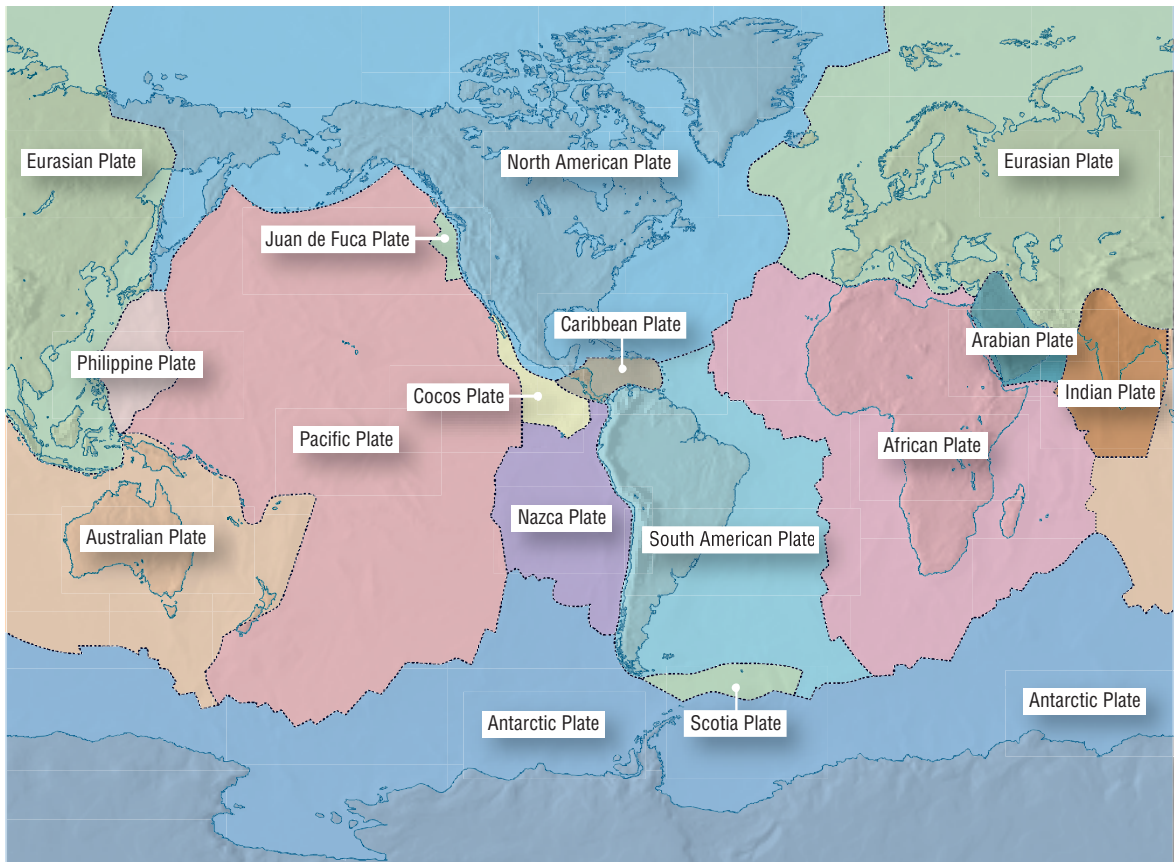 Eurasian Plate
North American Plate
Eurasian Plate
Juan de Fuca Plate
Caribbean Plate
Arabian Plate
Philippine Plate
Cocos Plate
Indian Plate
Pacific Plate
African Plate
Nazca Plate
Australian Plate
South American Plate
Antarctic Plate
Scotia Plate
Antarctic Plate